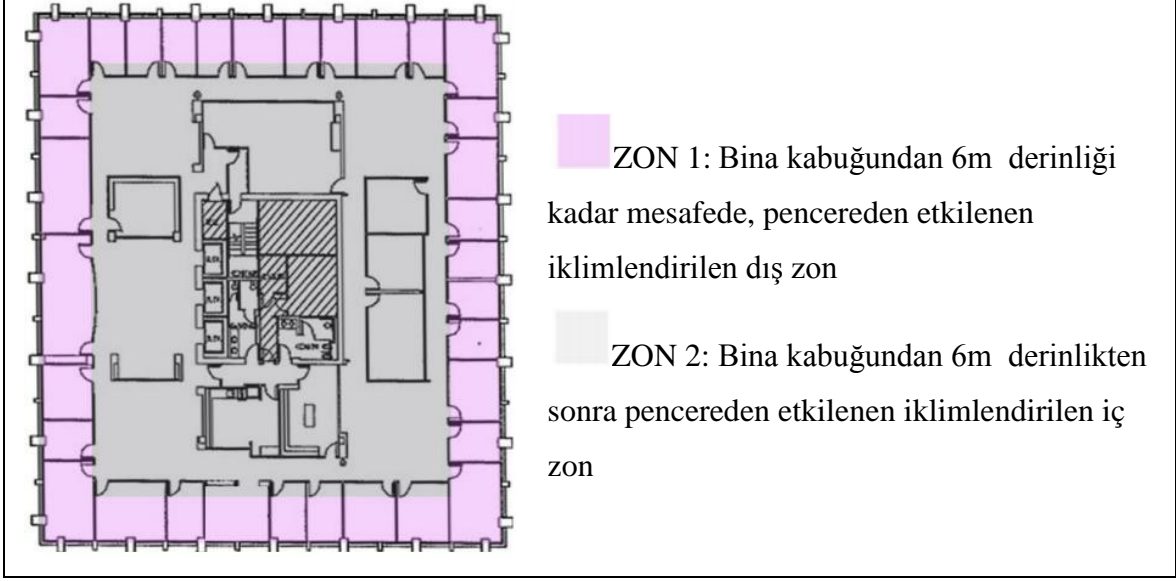 ZON 1: Bina kabuğundan 6m derinliği
kadar mesafede, pencereden etkilenen
iklimlendirilen dış zon
ZON 2: Bina kabuğundan 6m derinlikten
sonra pencereden etkilenen iklimlendirilen iç
zon